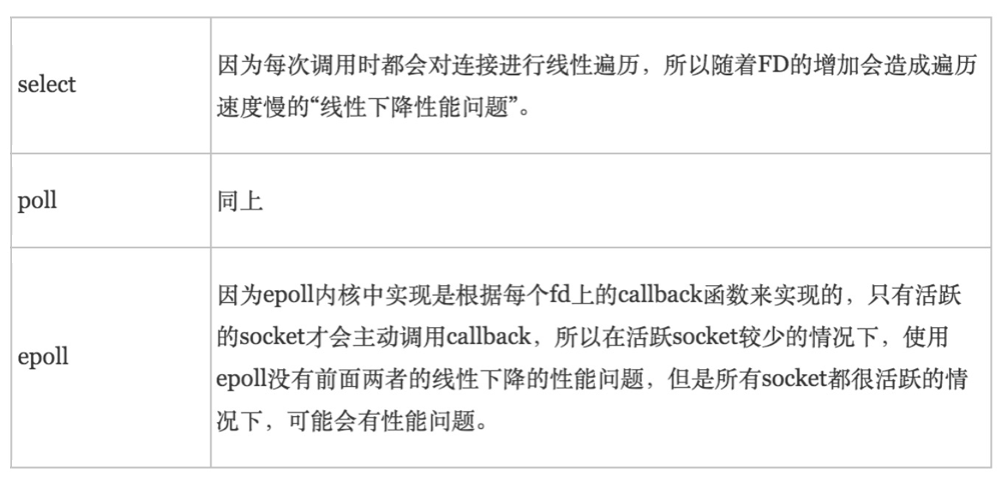 select
因为每次调用时都会对连接进行线性遍历，所以随着FD的增加会造成遍历
速度慢的“线性下降性能问题”。
poll
同上
epoll
因为epoll内核中实现是根据每个fd上的callback函数来实现的，只有活跃
的socket才会主动调用callback，所以在活跃socket较少的情况下，使用
epoll没有前面两者的线性下降的性能问题，但是所有socket都很活跃的情
况下，可能会有性能问题。